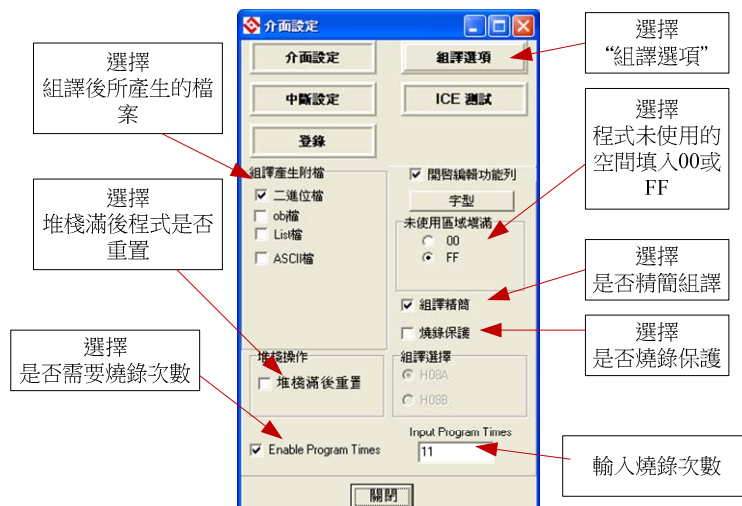 介面設定
介面設定
組譯選項
中斷設定
ICE 測試
登錄
組譯產生附檔
二進位檔
obj檔
List檔
ASCII檔
開啓編輯功能列
字型
未使用區域填滿
00
FF
組譯精簡
燒錄保護
堆棧操作
堆棧滿後重置
組譯選擇
H08A
H08B
Enable Program Times
Input Program Times
11
關閉
選擇
組譯後所產生的檔
案
選擇
堆棧滿後程式是否
重置
選擇
是否需要燒錄次數
選擇
“組譯選項”
選擇
程式未使用的
空間填入00或
FF
選擇
是否精簡組譯
選擇
是否燒錄保護
輸入燒錄次數